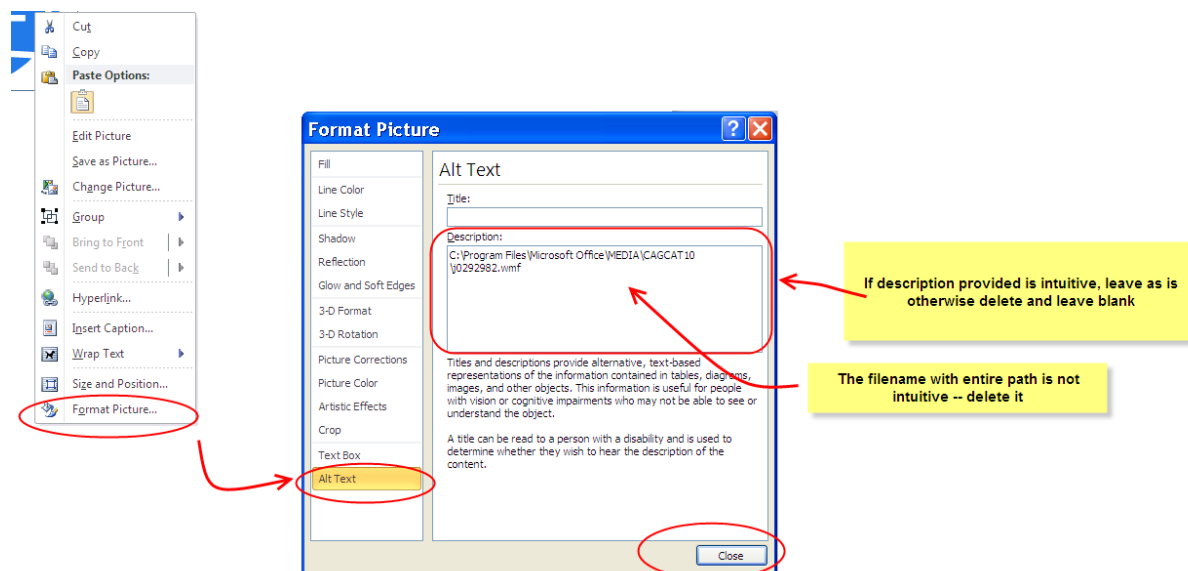 Cut
Copy
Paste Options:
Edit Picture
Save as Picture...
Change Picture...
Group
Bring to Front
Send to Back
Hyperlink...
Insert Caption...
Wrap Text
Size and Position...
Format Picture...
Format Picture
Fill
Line Color
Line Style
Shadow
Reflection
Glow and Soft Edges
3-D Format
3-D Rotation
Picture Corrections
Picture Color
Artistic Effects
Crop
Text Box
Alt Text
Alt Text
Title:
Description:
C:\Program Files\Microsoft Office\MEDIA\CAGCAT10
\j0292982.wmf
Titles and descriptions provide alternative, text-based
representations of the information contained in tables, diagrams,
images, and other objects. This information is useful for people
with vision or cognitive impairments who may not be able to see or
understand the object.
A title can be read to a person with a disability and is used to
determine whether they wish to hear the description of the
content.
Close
If description provided is intuitive, leave as is
otherwise delete and leave blank
The filename with entire path is not
intuitive -- delete it